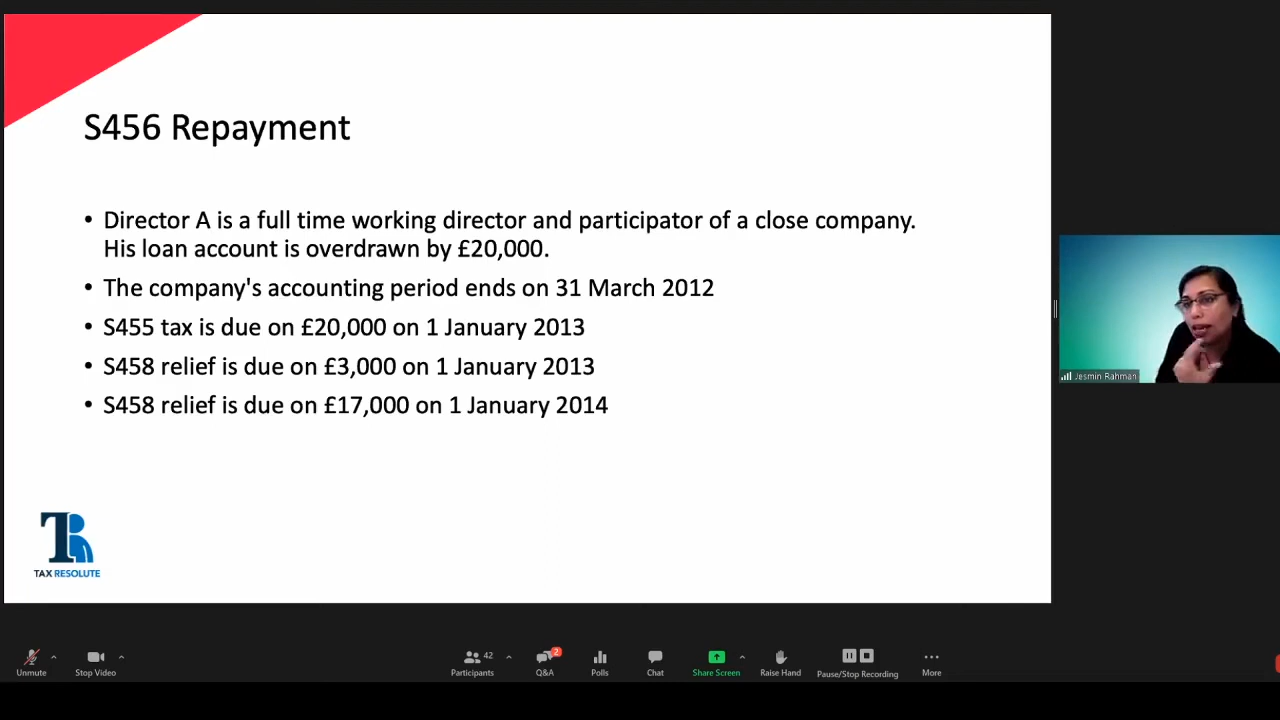 S456 Repayment
• Director A is a full time working director and participator of a close company.
His loan account is overdrawn by £20,000.
• The company's accounting period ends on 31 March 2012
• S455 tax is due on £20,000 on 1 January 2013
• S458 relief is due on £3,000 on 1 January 2013
• S458 relief is due on £17,000 on 1 January 2014
TR
TAX RESOLUTE
Jesmin Rahman
42
2
Unmute
Stop Video
Participants
Q&A
Polls
Chat
Share Screen
Raise Hand
Pause/Stop Recording
More